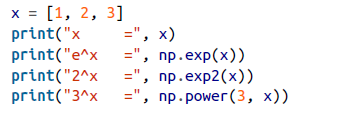 x = [1, 2, 3]
print("x     =", x)
print("e^x   =", np.exp(x))
print("2^x   =", np.exp2(x))
print("3^x   =", np.power(3, x))